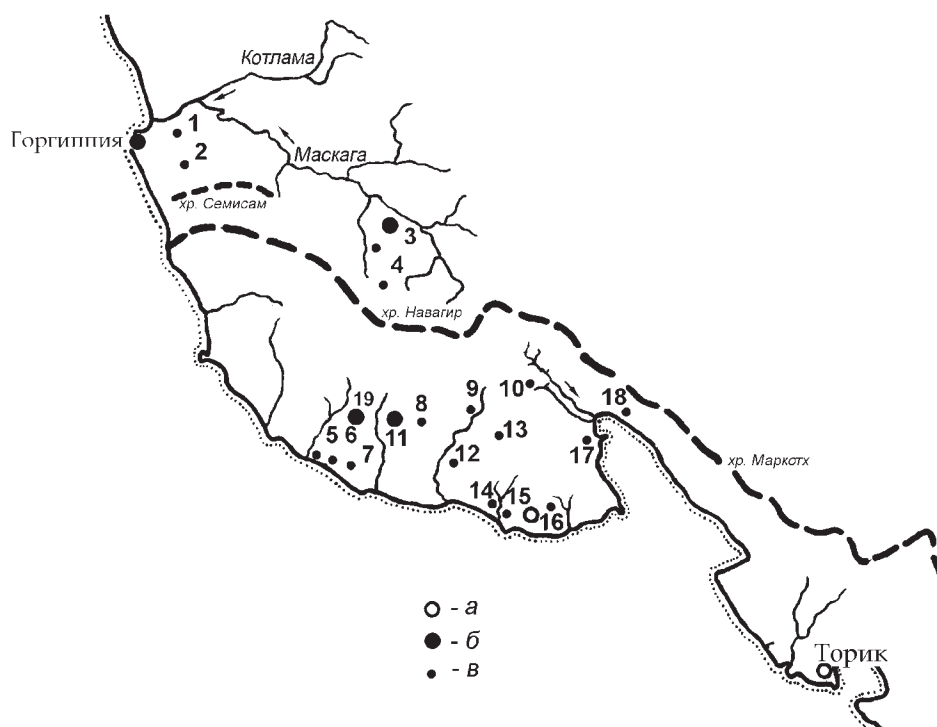 Котлама
Горгиппия
1
2
Маскага
хр. Семисам
3
4
хр. Навагир
10
18
9
19
8
5
6
11
7
13
17
12
хр. Маркотх
14
15
16
- а
- б
- в
Торик